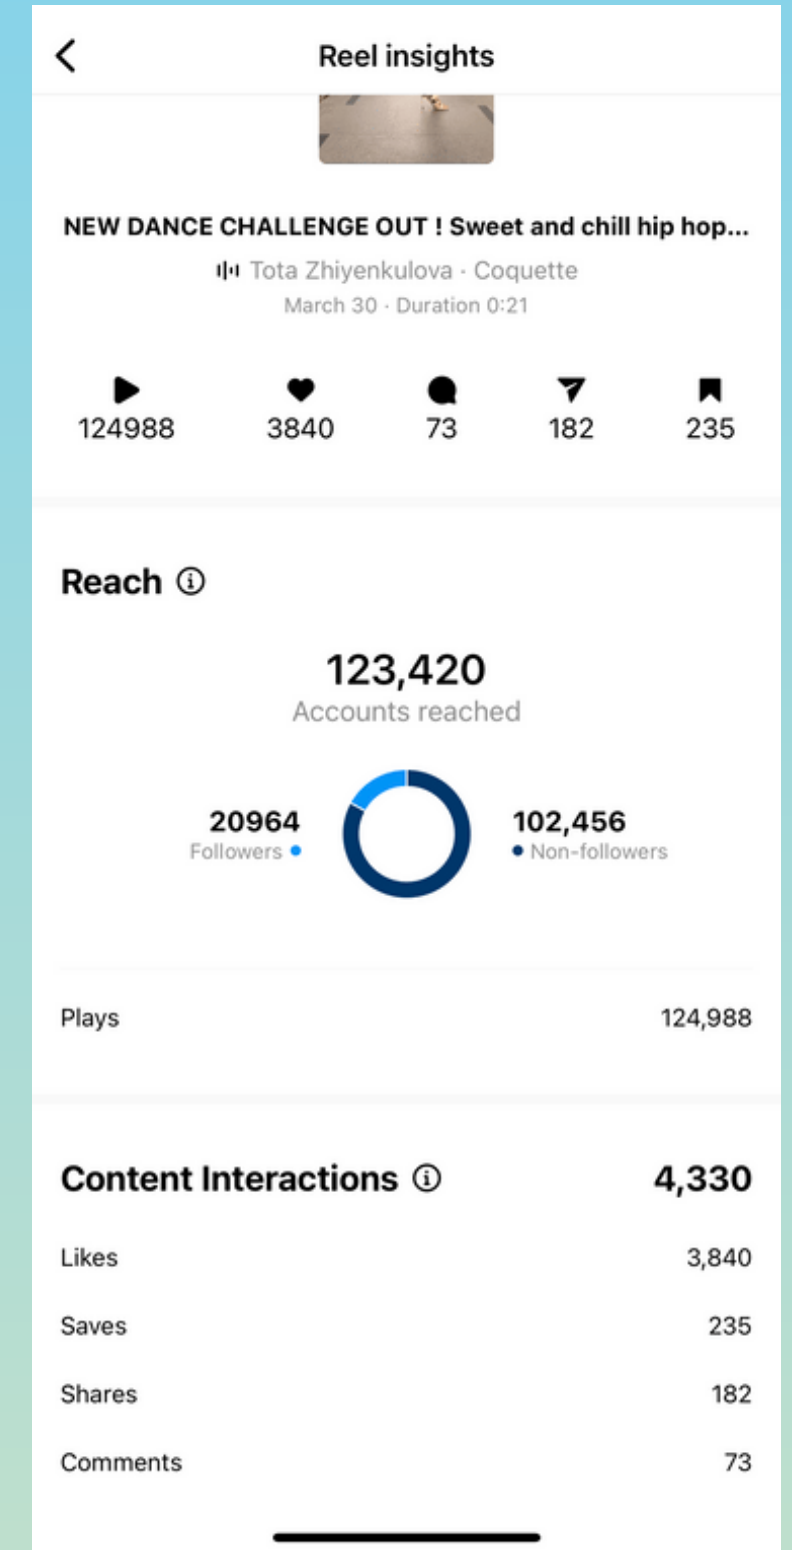 Reel insights
NEW DANCE CHALLENGE OUT ! Sweet and chill hip hop...
Tota Zhiyenkulova · Coquette
March 30 · Duration 0:21
124988 3840 73 182 235
Reach
123,420
Accounts reached
20964 102,456
Followers Non-followers
Plays 124,988
Content Interactions 4,330
Likes 3,840
Saves 235
Shares 182
Comments 73